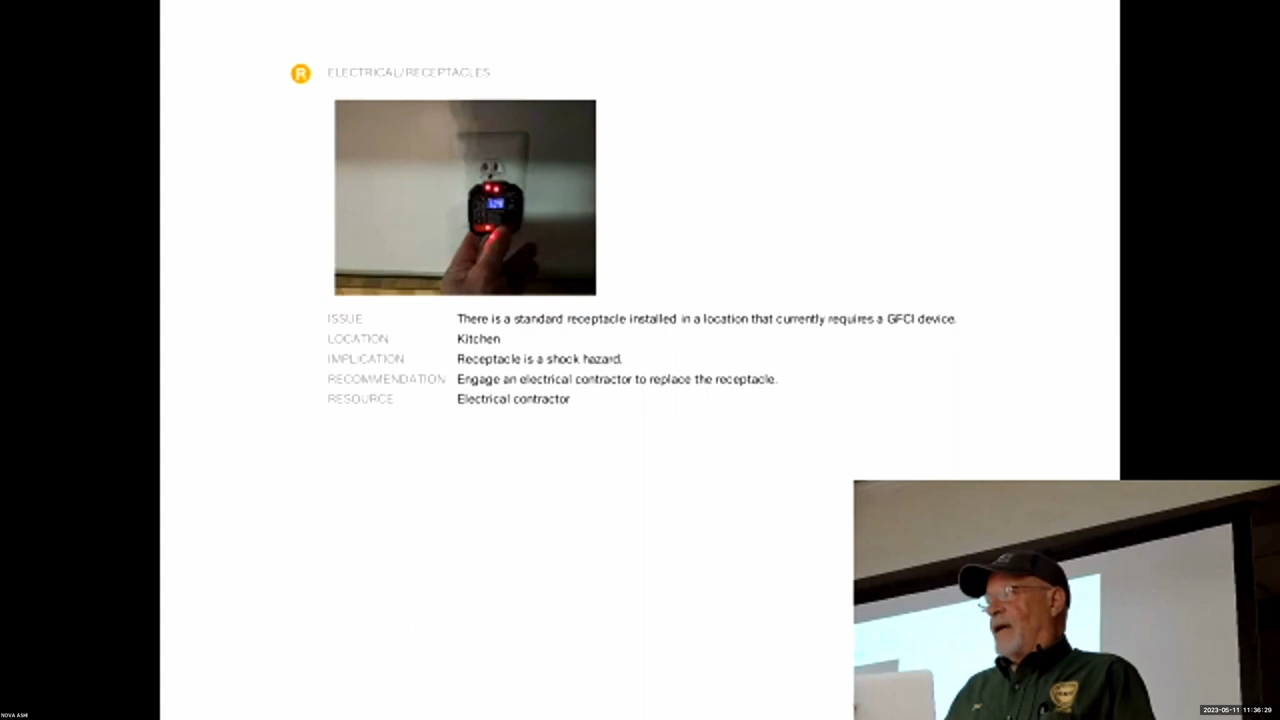 R ELECTRICAL/RECEPTACLES
ISSUE There is a standard receptacle installed in a location that currently requires a GFCI device.
LOCATION Kitchen
IMPLICATION Receptacle is a shock hazard.
RECOMMENDATION Engage an electrical contractor to replace the receptacle.
RESOURCE Electrical contractor
NOVA ASHI
2023-05-11 11:36:29